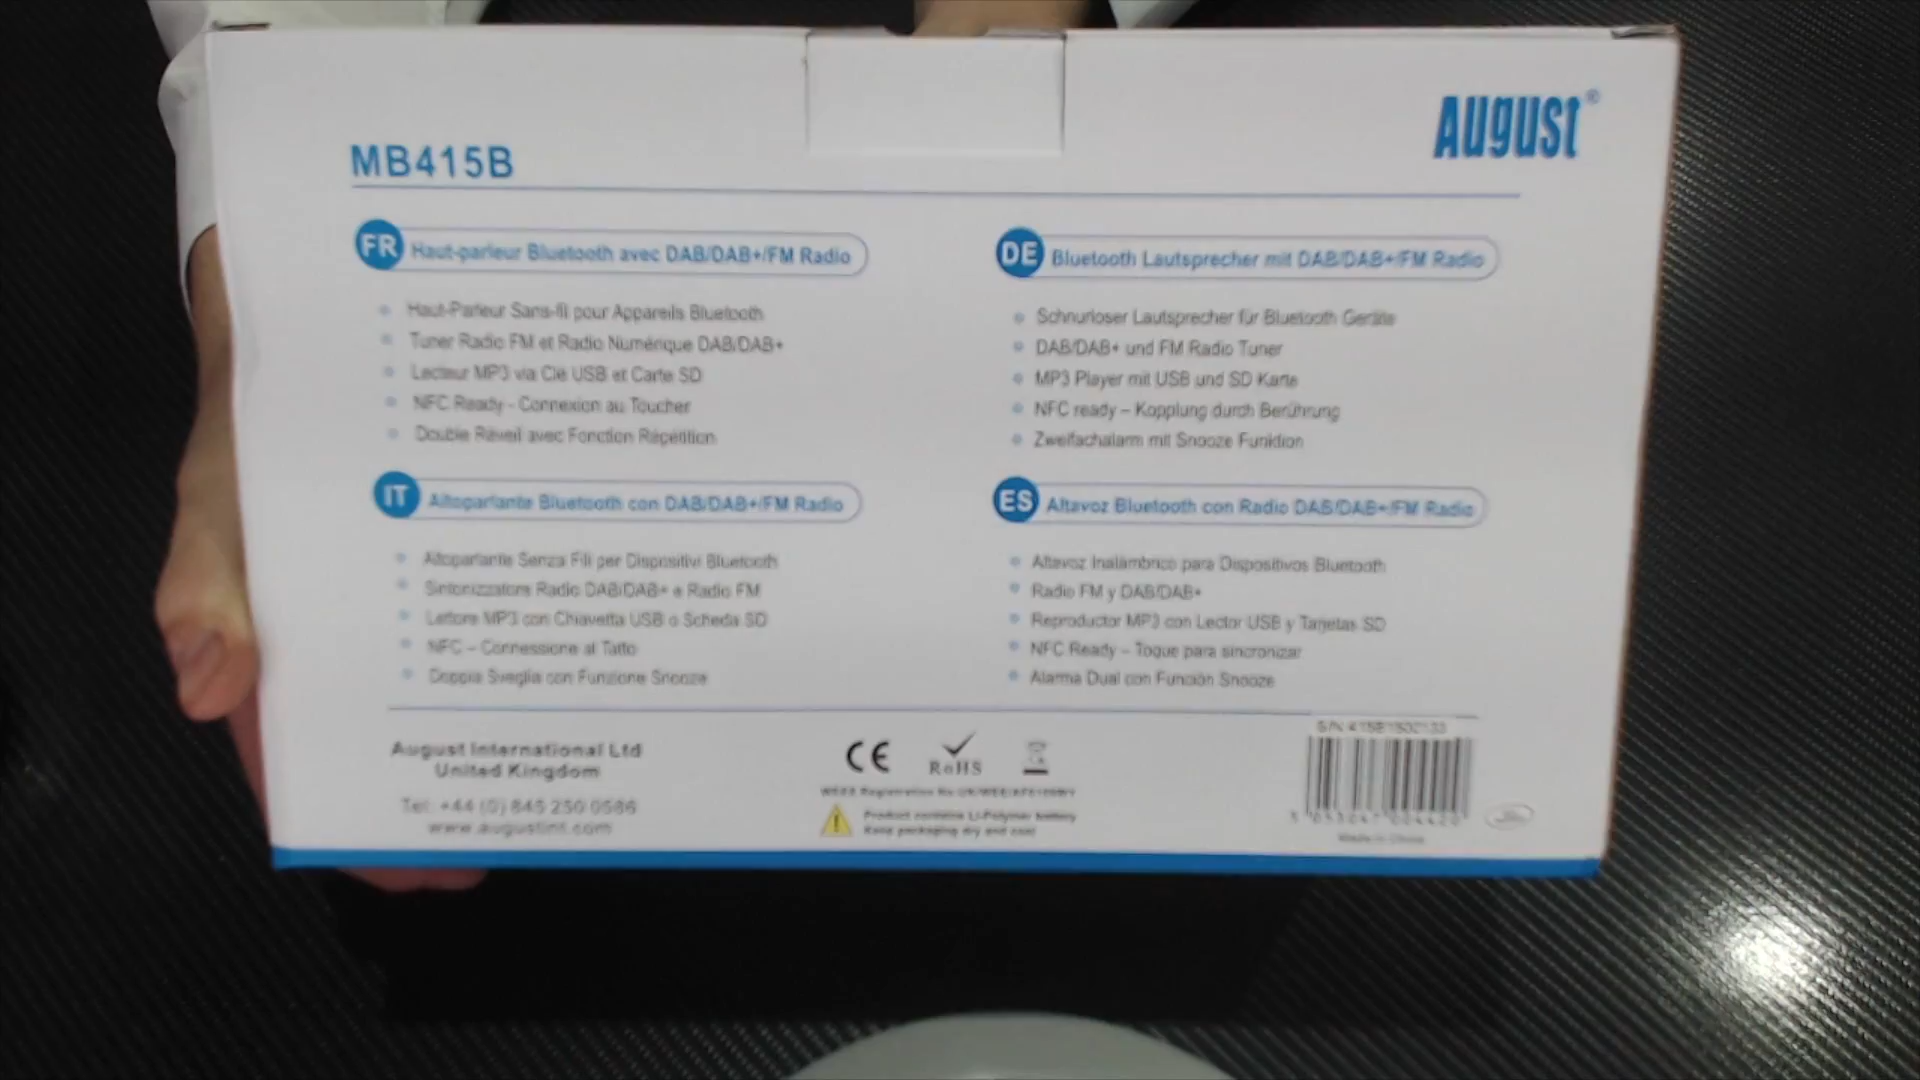 August®
MB415B
FR Haut-parleur Bluetooth avec DAB/DAB+/FM Radio
Haut-Parleur Sans-fil pour Appareils Bluetooth
Tuner Radio FM et Radio Numérique DAB/DAB+
Lecteur MP3 via Clé USB et Carte SD
NFC Ready - Connexion au Toucher
Double Réveil avec Fonction Répétition
DE Bluetooth Lautsprecher mit DAB/DAB+/FM Radio
Schnurloser Lautsprecher für Bluetooth Geräte
DAB/DAB+ und FM Radio Tuner
MP3 Player mit USB und SD Karte
NFC ready – Kopplung durch Berührung
Zweifachalarm mit Snooze Funktion
IT Altoparlante Bluetooth con DAB/DAB+/FM Radio
Altoparlante Senza Fili per Dispositivi Bluetooth
Sintonizzatore Radio DAB/DAB+ e Radio FM
Lettore MP3 con Chiavetta USB o Scheda SD
NFC – Connessione al Tatto
Doppia Sveglia con Funzione Snooze
ES Altavoz Bluetooth con Radio DAB/DAB+/FM Radio
Altavoz Inalámbrico para Dispositivos Bluetooth
Radio FM y DAB/DAB+
Reproductor MP3 con Lector USB y Tarjetas SD
NFC Ready – Toque para sincronizar
Alarma Dual con Función Snooze
August International Ltd
United Kingdom
Tel: +44 (0) 845 250 0586
www.augustint.com
CE
RoHS
WEEE Registration No
Product contains Li-Polymer battery
Keep packaging dry and cool
S/N
Made in China